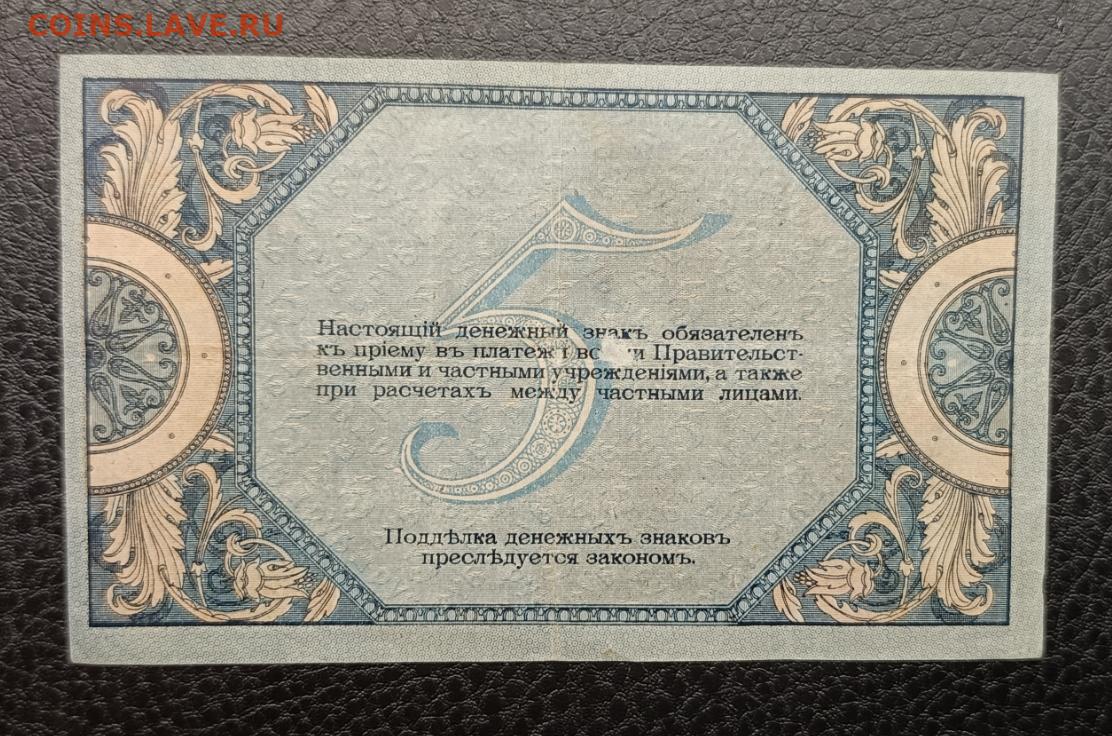 COINS.LAVE.RU
5
Настоящій денежный знакъ обязателенъ
къ пріему въ и Правительст-
венными и частными учрежденіями, а также
при расчетахъ между частными лицами.
Поддѣлка денежныхъ знаковъ
преслѣдуется закономъ.